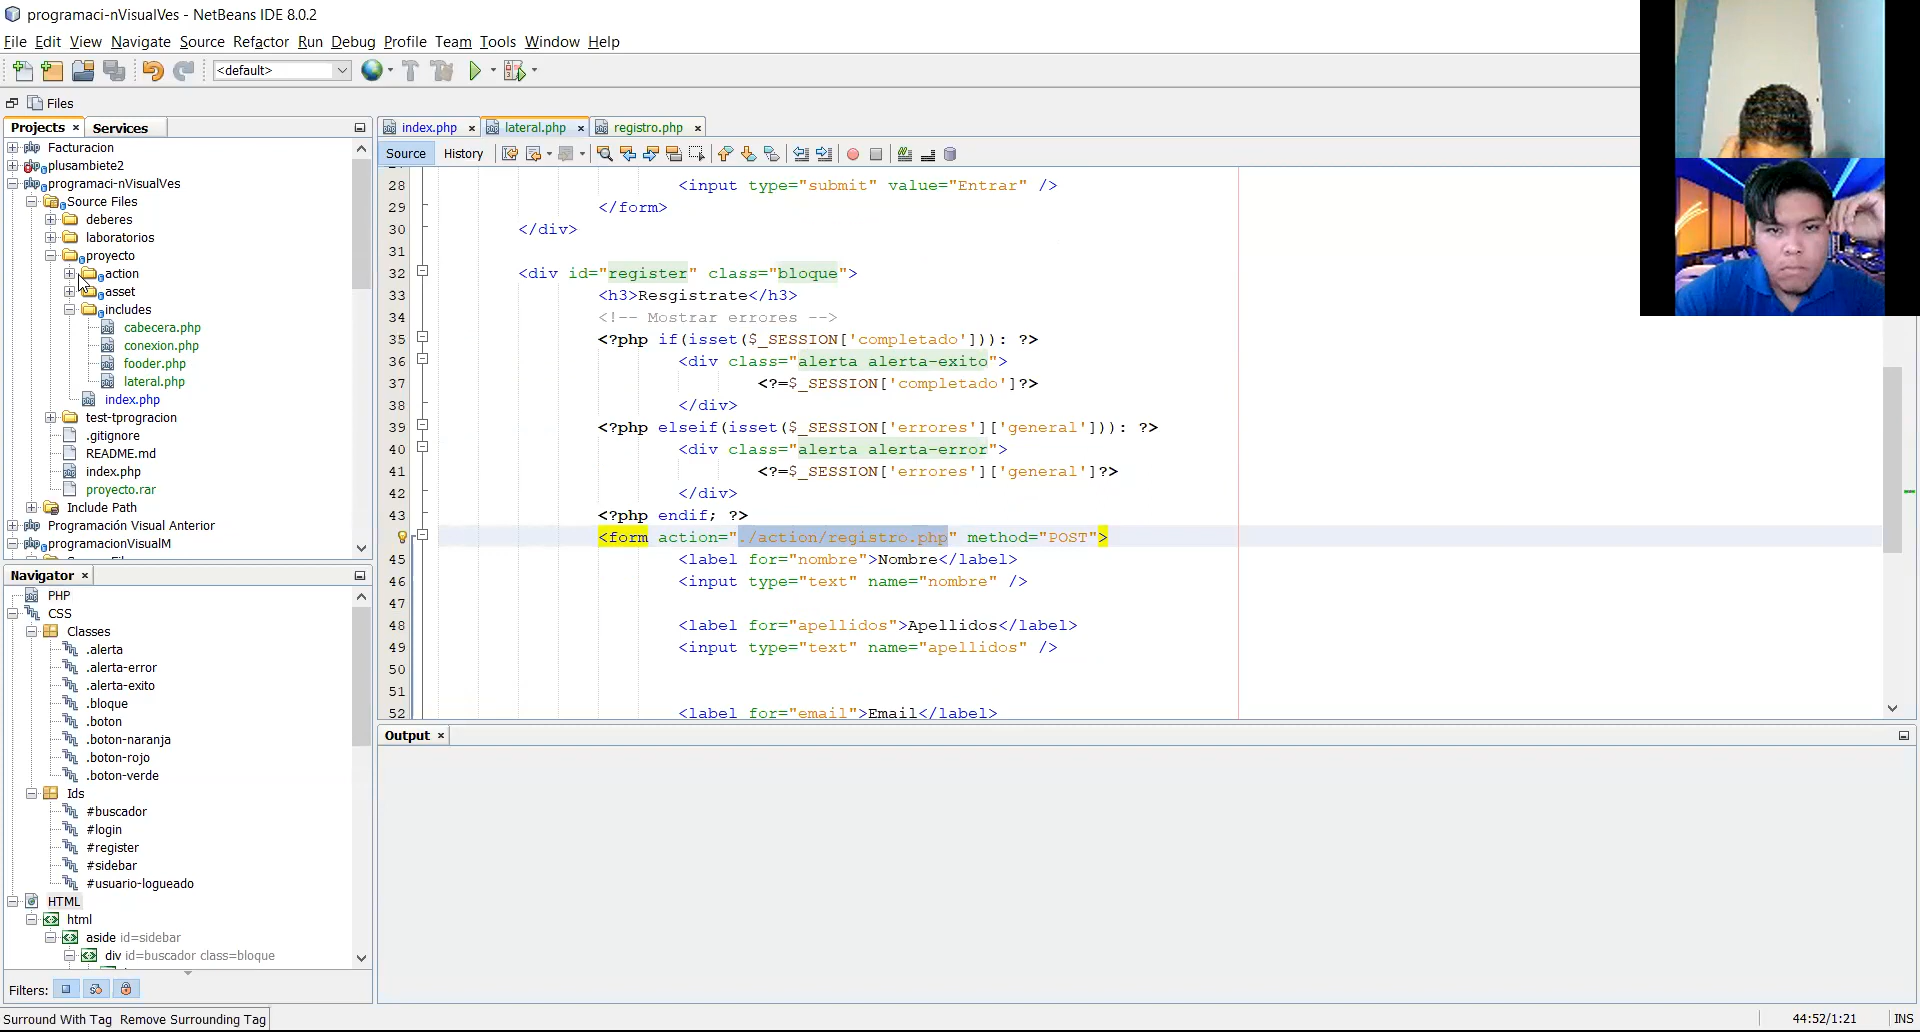 programaci-nVisualVes - NetBeans IDE 8.0.2
File Edit View Navigate Source Refactor Run Debug Profile Team Tools Window Help
<default>
Files
Projects × Services
index.php × lateral.php × registro.php ×
Source History
Facturacion
plusambiete2
programaci-nVisualVes
Source Files
deberes
laboratorios
proyecto
action
asset
includes
cabecera.php
conexion.php
fooder.php
lateral.php
index.php
test-tprogracion
.gitignore
README.md
index.php
proyecto.rar
Include Path
Programación Visual Anterior
programacionVisualM
28 <input type="submit" value="Entrar" />
29 </form>
30 </div>
31
32 <div id="register" class="bloque">
33 <h3>Resgistrate</h3>
34 <!-- Mostrar errores -->
35 <?php if(isset($_SESSION['completado'])): ?>
36 <div class="alerta alerta-exito">
37 <?=$_SESSION['completado']?>
38 </div>
39 <?php elseif(isset($_SESSION['errores']['general'])): ?>
40 <div class="alerta alerta-error">
41 <?=$_SESSION['errores']['general']?>
42 </div>
43 <?php endif; ?>
<form action="./action/registro.php" method="POST">
45 <label for="nombre">Nombre</label>
46 <input type="text" name="nombre" />
47
48 <label for="apellidos">Apellidos</label>
49 <input type="text" name="apellidos" />
50
51
52 <label for="email">Email</label>
Navigator ×
PHP
CSS
Classes
.alerta
.alerta-error
.alerta-exito
.bloque
.boton
.boton-naranja
.boton-rojo
.boton-verde
Ids
#buscador
#login
#register
#sidebar
#usuario-logueado
HTML
html
aside id=sidebar
div id=buscador class=bloque
Filters:
Output ×
Surround With Tag Remove Surrounding Tag
44:52/1:21 INS